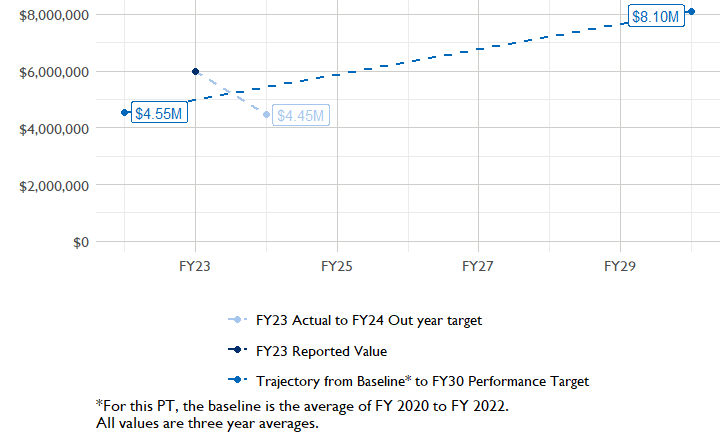 $8,000,000
$8.10M
$6,000,000
$4.55M
$4.45M
$4,000,000
$2,000,000
$0
FY23 FY25 FY27 FY29
FY23 Actual to FY24 Out year target
FY23 Reported Value
Trajectory from Baseline* to FY30 Performance Target
*For this PT, the baseline is the average of FY 2020 to FY 2022.
All values are three year averages.